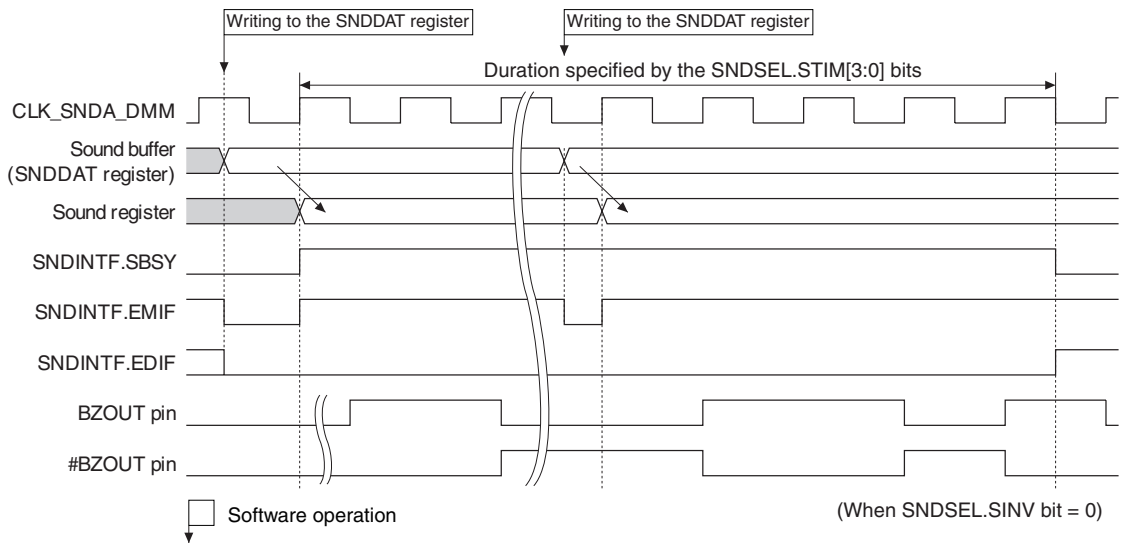 Writing to the SNDDAT register
Writing to the SNDDAT register
Duration specified by the SNDSEL.STIM[3:0] bits
CLK_SNDA_DMM
Sound buffer
(SNDDAT register)
Sound register
SNDINTF.SBSY
SNDINTF.EMIF
SNDINTF.EDIF
BZOUT pin
#BZOUT pin
Software operation
(When SNDSEL.SINV bit = 0)